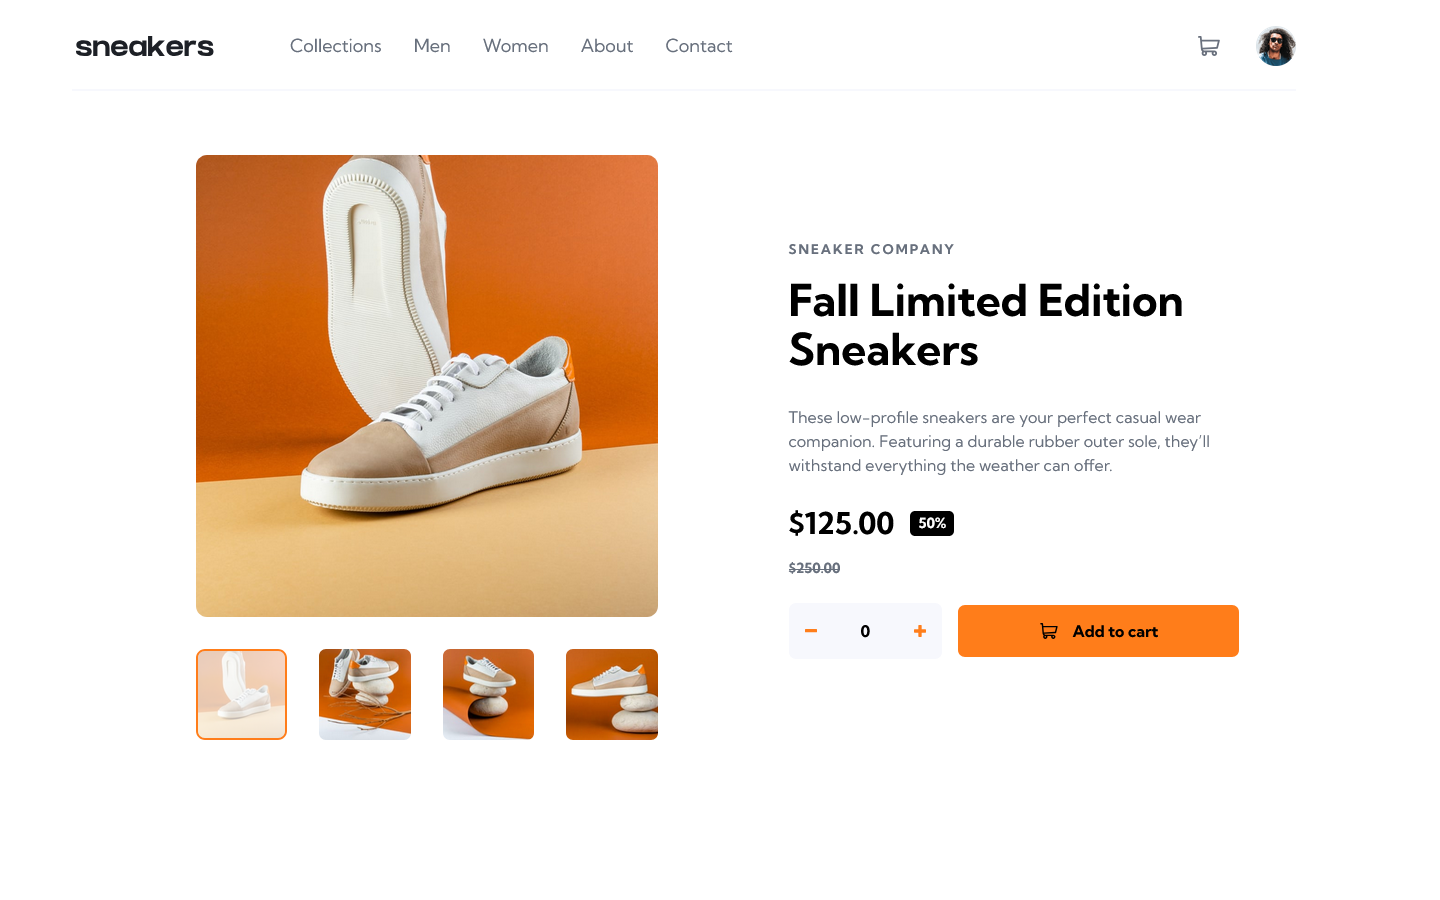 sneakers
Collections Men Women About Contact
SNEAKER COMPANY
Fall Limited Edition
Sneakers
These low-profile sneakers are your perfect casual wear
companion. Featuring a durable rubber outer sole, they’ll
withstand everything the weather can offer.
$125.00 50%
$250.00
0 Add to cart